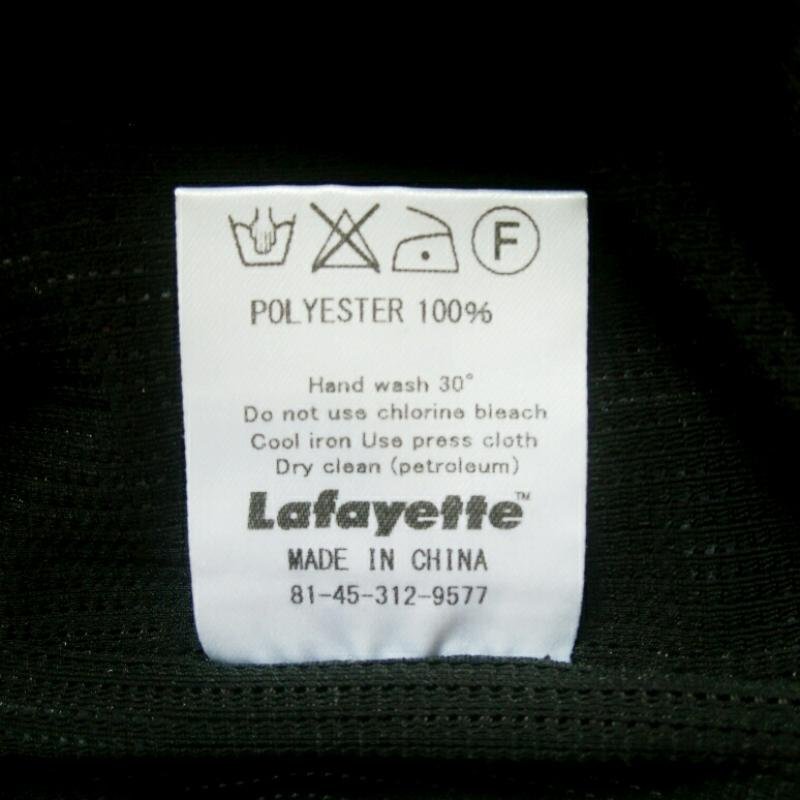 F
POLYESTER 100%
Hand wash 30°
Do not use chlorine bleach
Cool iron Use press cloth
Dry clean (petroleum)
Lafayette™
MADE IN CHINA
81-45-312-9577